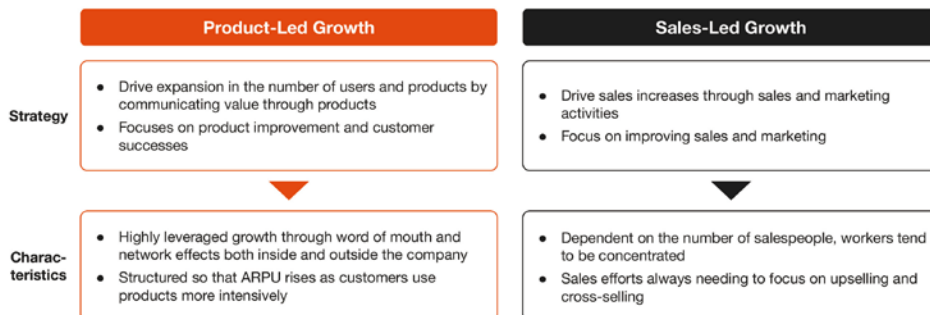 Product-Led Growth
Sales-Led Growth
Strategy
● Drive expansion in the number of users and products by
communicating value through products
● Focuses on product improvement and customer
successes
● Drive sales increases through sales and marketing
activities
● Focus on improving sales and marketing
Charac-
teristics
● Highly leveraged growth through word of mouth and
network effects both inside and outside the company
● Structured so that ARPU rises as customers use
products more intensively
● Dependent on the number of salespeople, workers tend
to be concentrated
● Sales efforts always needing to focus on upselling and
cross-selling